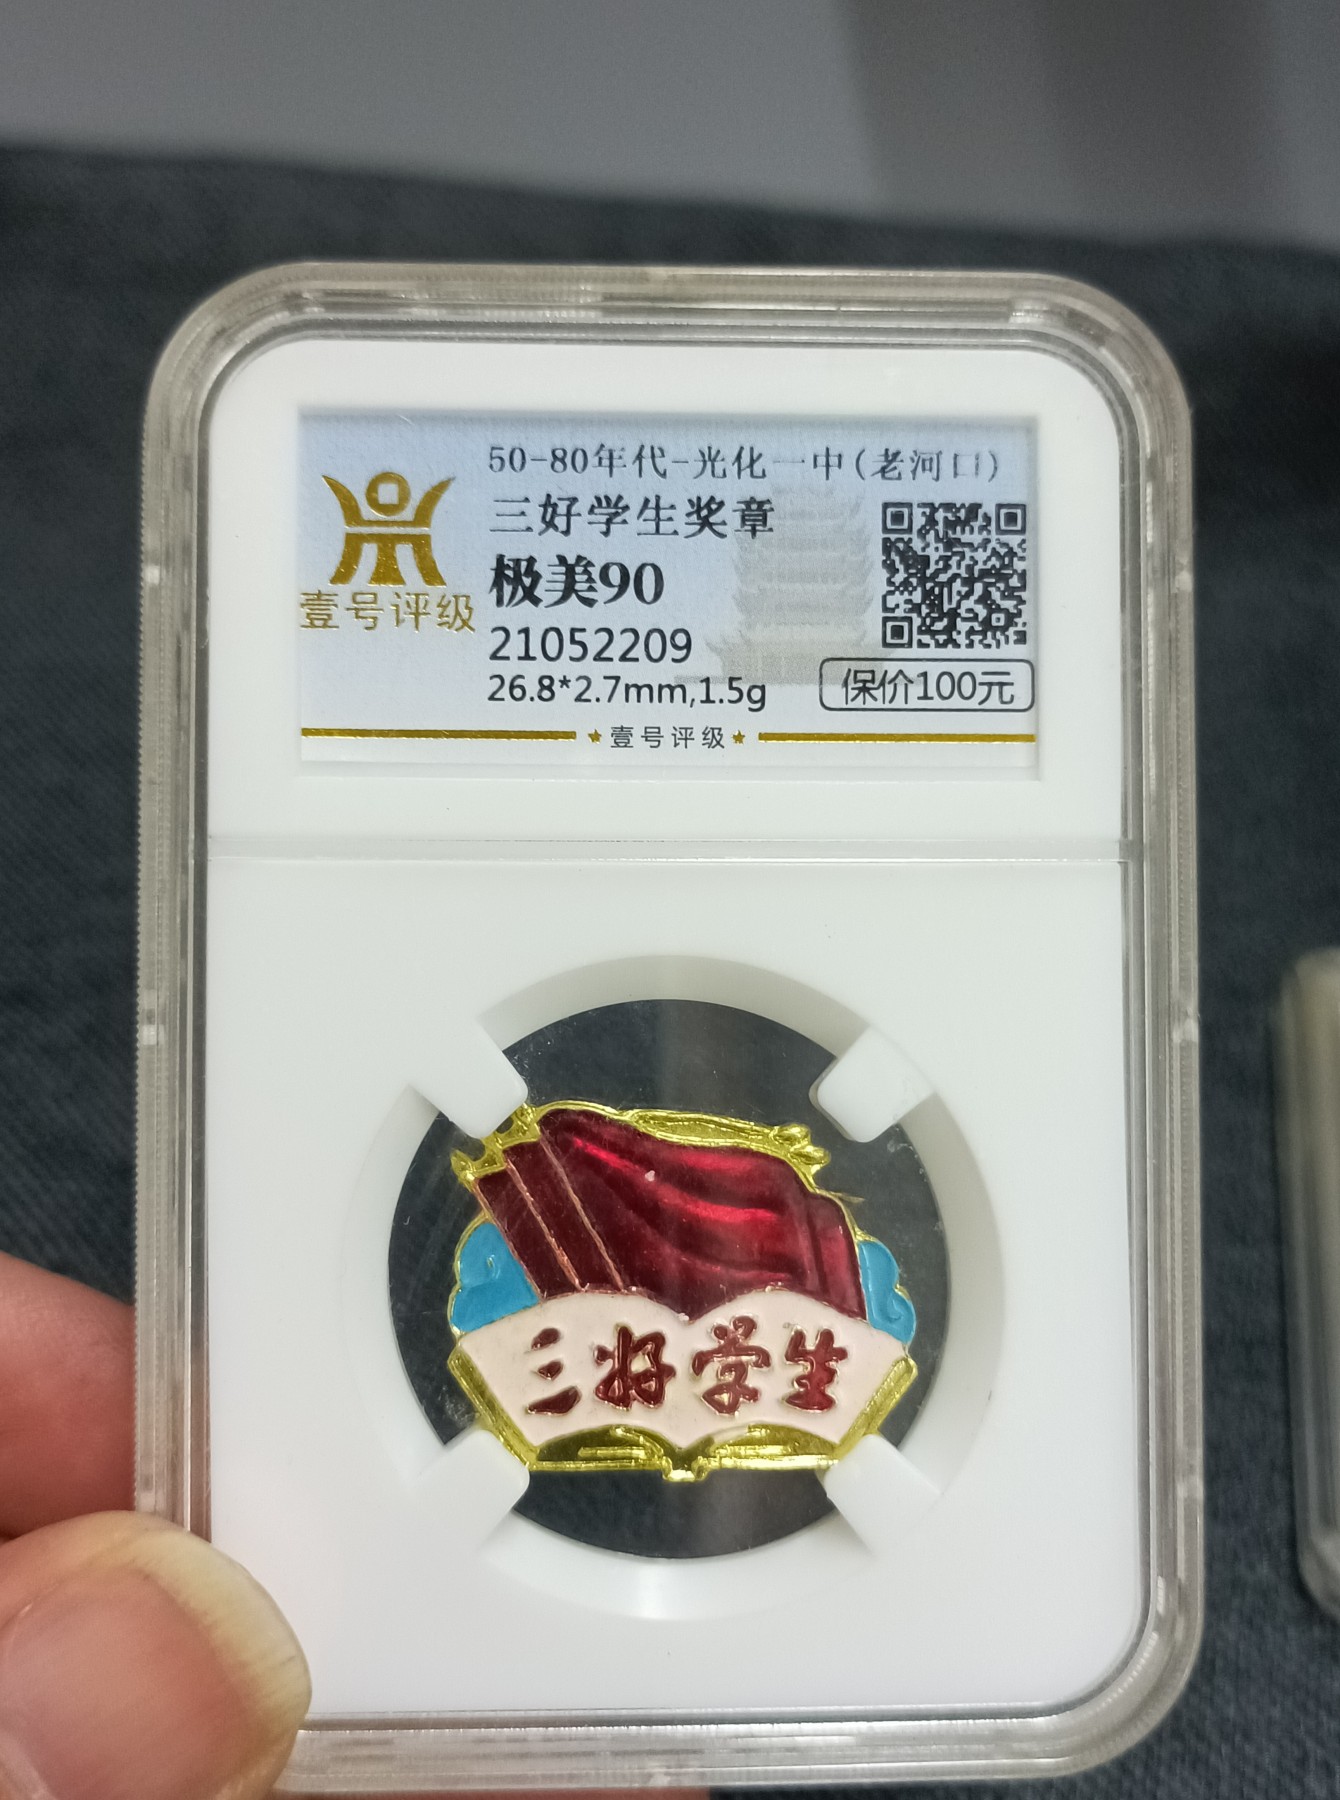 50-80年代-光化一中(老河口)
三好学生奖章
极美90
壹号评级
21052209
26.8*2.7mm,1.5g
保价100元
★壹号评级★
三好学生